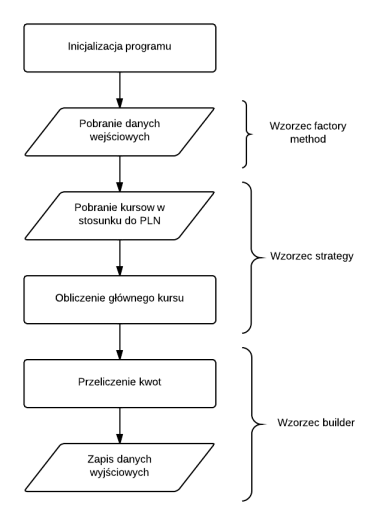 Inicjalizacja programu
Pobranie danych
wejściowych
Wzorzec factory
method
Pobranie kursow w
stosunku do PLN
Wzorzec strategy
Obliczenie głównego kursu
Przeliczenie kwot
Wzorzec builder
Zapis danych
wyjściowych